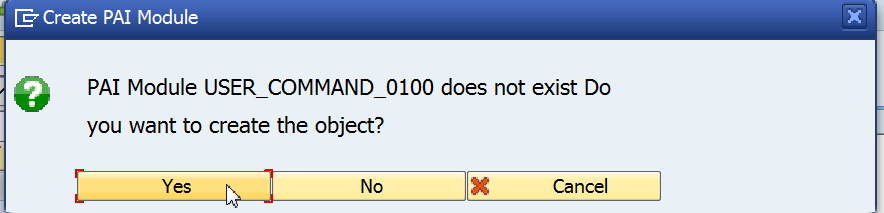 Create PAI Module
PAI Module USER_COMMAND_0100 does not exist Do
you want to create the object?
Yes
No
Cancel